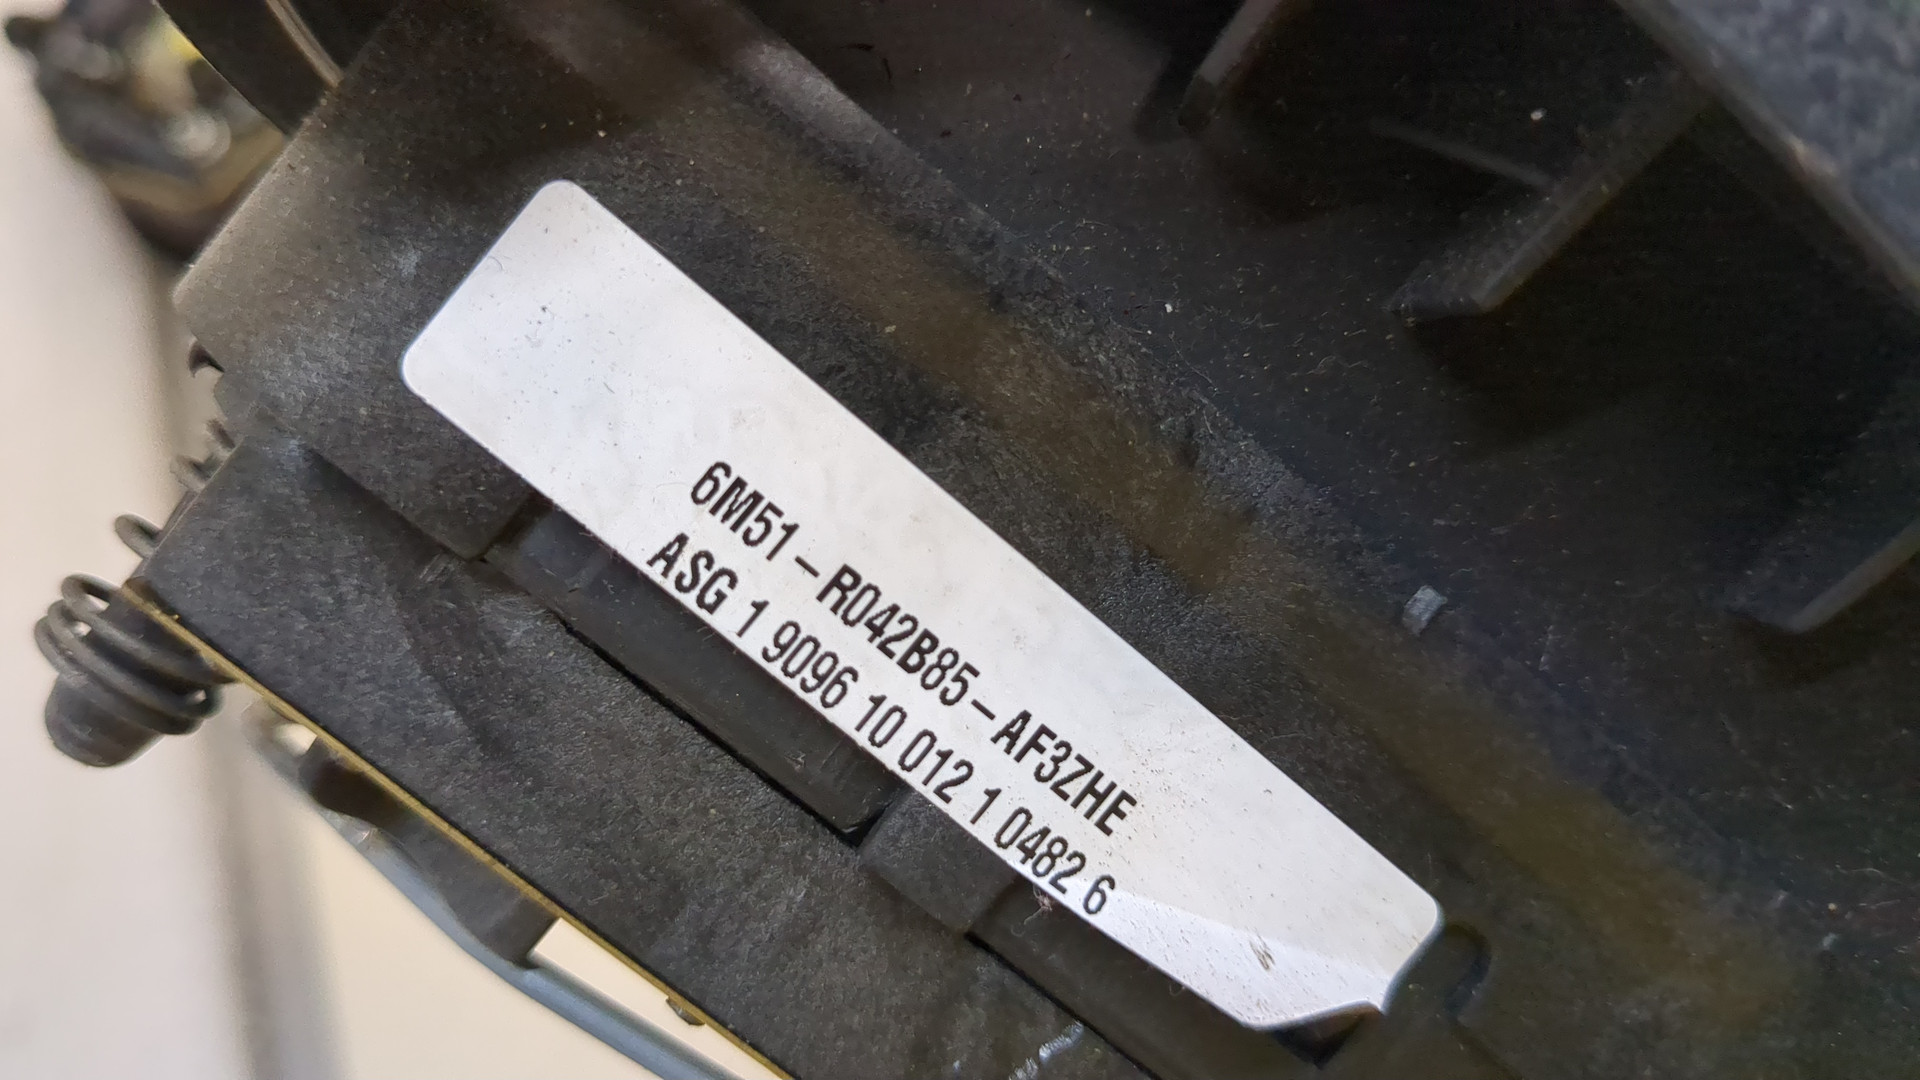 6M51-R042B85-AF3ZHE
ASG 1 9096 10 012 1 0482 6